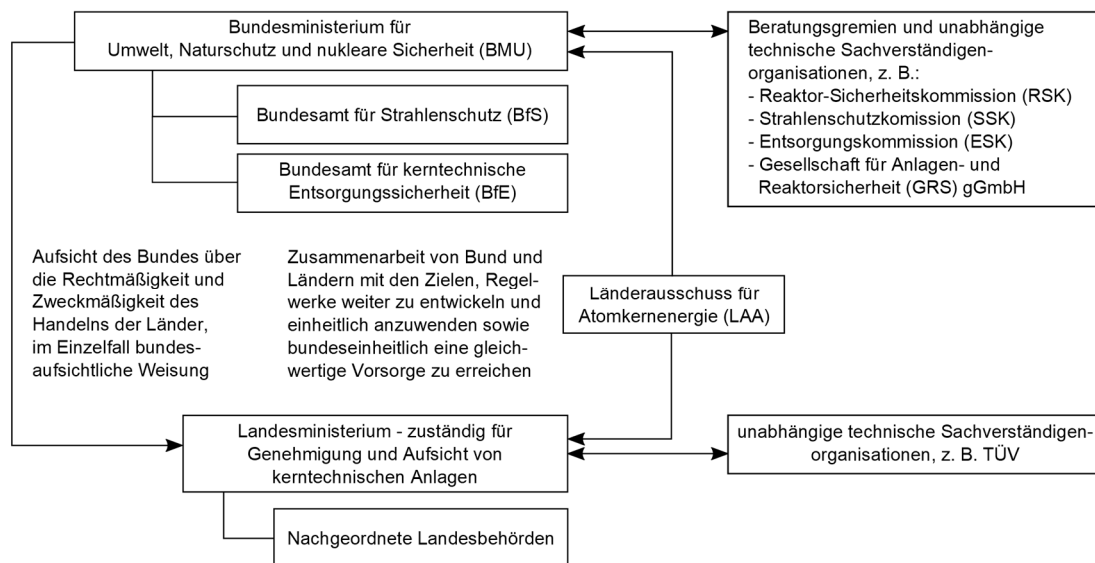 Bundesministerium für
Umwelt, Naturschutz und nukleare Sicherheit (BMU)
Bundesamt für Strahlenschutz (BfS)
Bundesamt für kerntechnische
Entsorgungssicherheit (BfE)
Beratungsgremien und unabhängige
technische Sachverständigen-
organisationen, z. B.:
- Reaktor-Sicherheitskommission (RSK)
- Strahlenschutzkomission (SSK)
- Entsorgungskommission (ESK)
- Gesellschaft für Anlagen- und
Reaktorsicherheit (GRS) gGmbH
Aufsicht des Bundes über
die Rechtmäßigkeit und
Zweckmäßigkeit des
Handelns der Länder,
im Einzelfall bundes-
aufsichtliche Weisung
Zusammenarbeit von Bund und
Ländern mit den Zielen, Regel-
werke weiter zu entwickeln und
einheitlich anzuwenden sowie
bundeseinheitlich eine gleich-
wertige Vorsorge zu erreichen
Länderausschuss für
Atomkernenergie (LAA)
Landesministerium - zuständig für
Genehmigung und Aufsicht von
kerntechnischen Anlagen
unabhängige technische Sachverständigen-
organisationen, z. B. TÜV
Nachgeordnete Landesbehörden